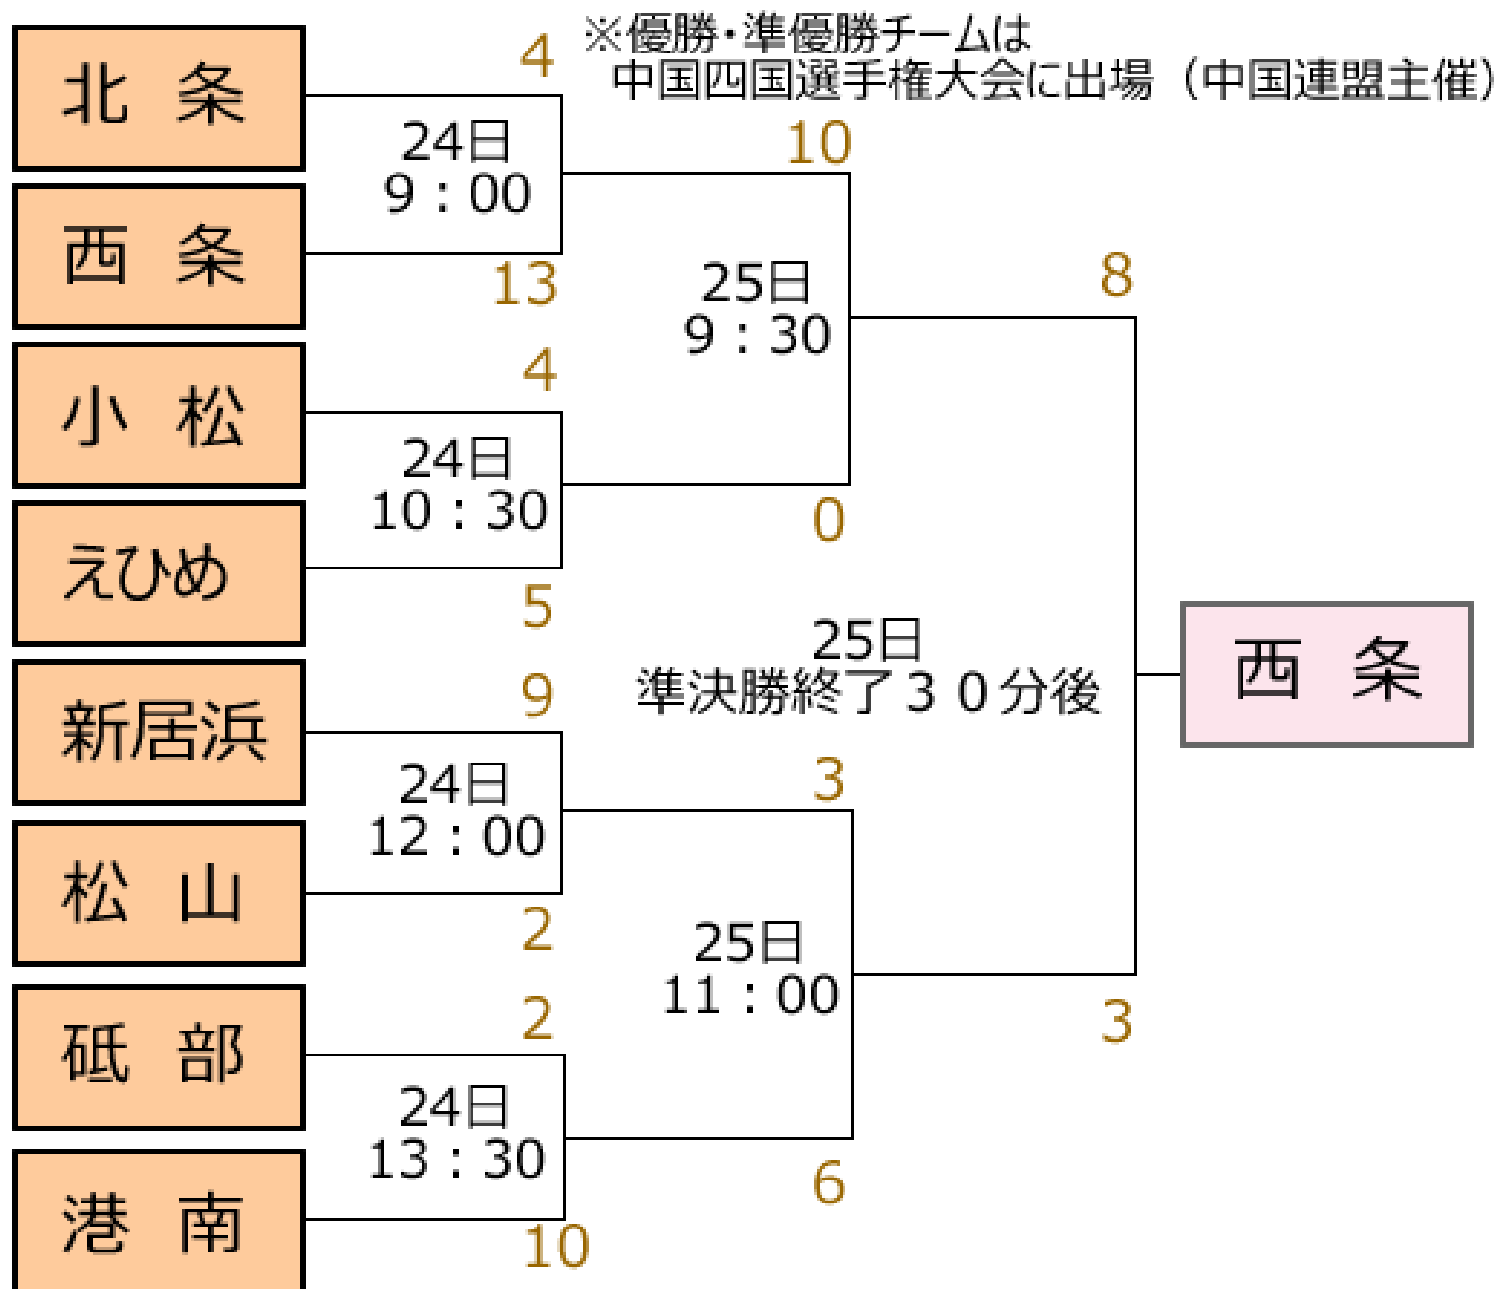 ※優勝・準優勝チームは
中国四国選手権大会に出場（中国連盟主催）
北 条
4
24日
9：00
西 条
13
10
25日
9：30
小 松
4
24日
10：30
えひめ
5
0
8
25日
準決勝終了３０分後
西 条
新居浜
9
24日
12：00
松 山
2
3
25日
11：00
3
砥 部
2
24日
13：30
港 南
10
6